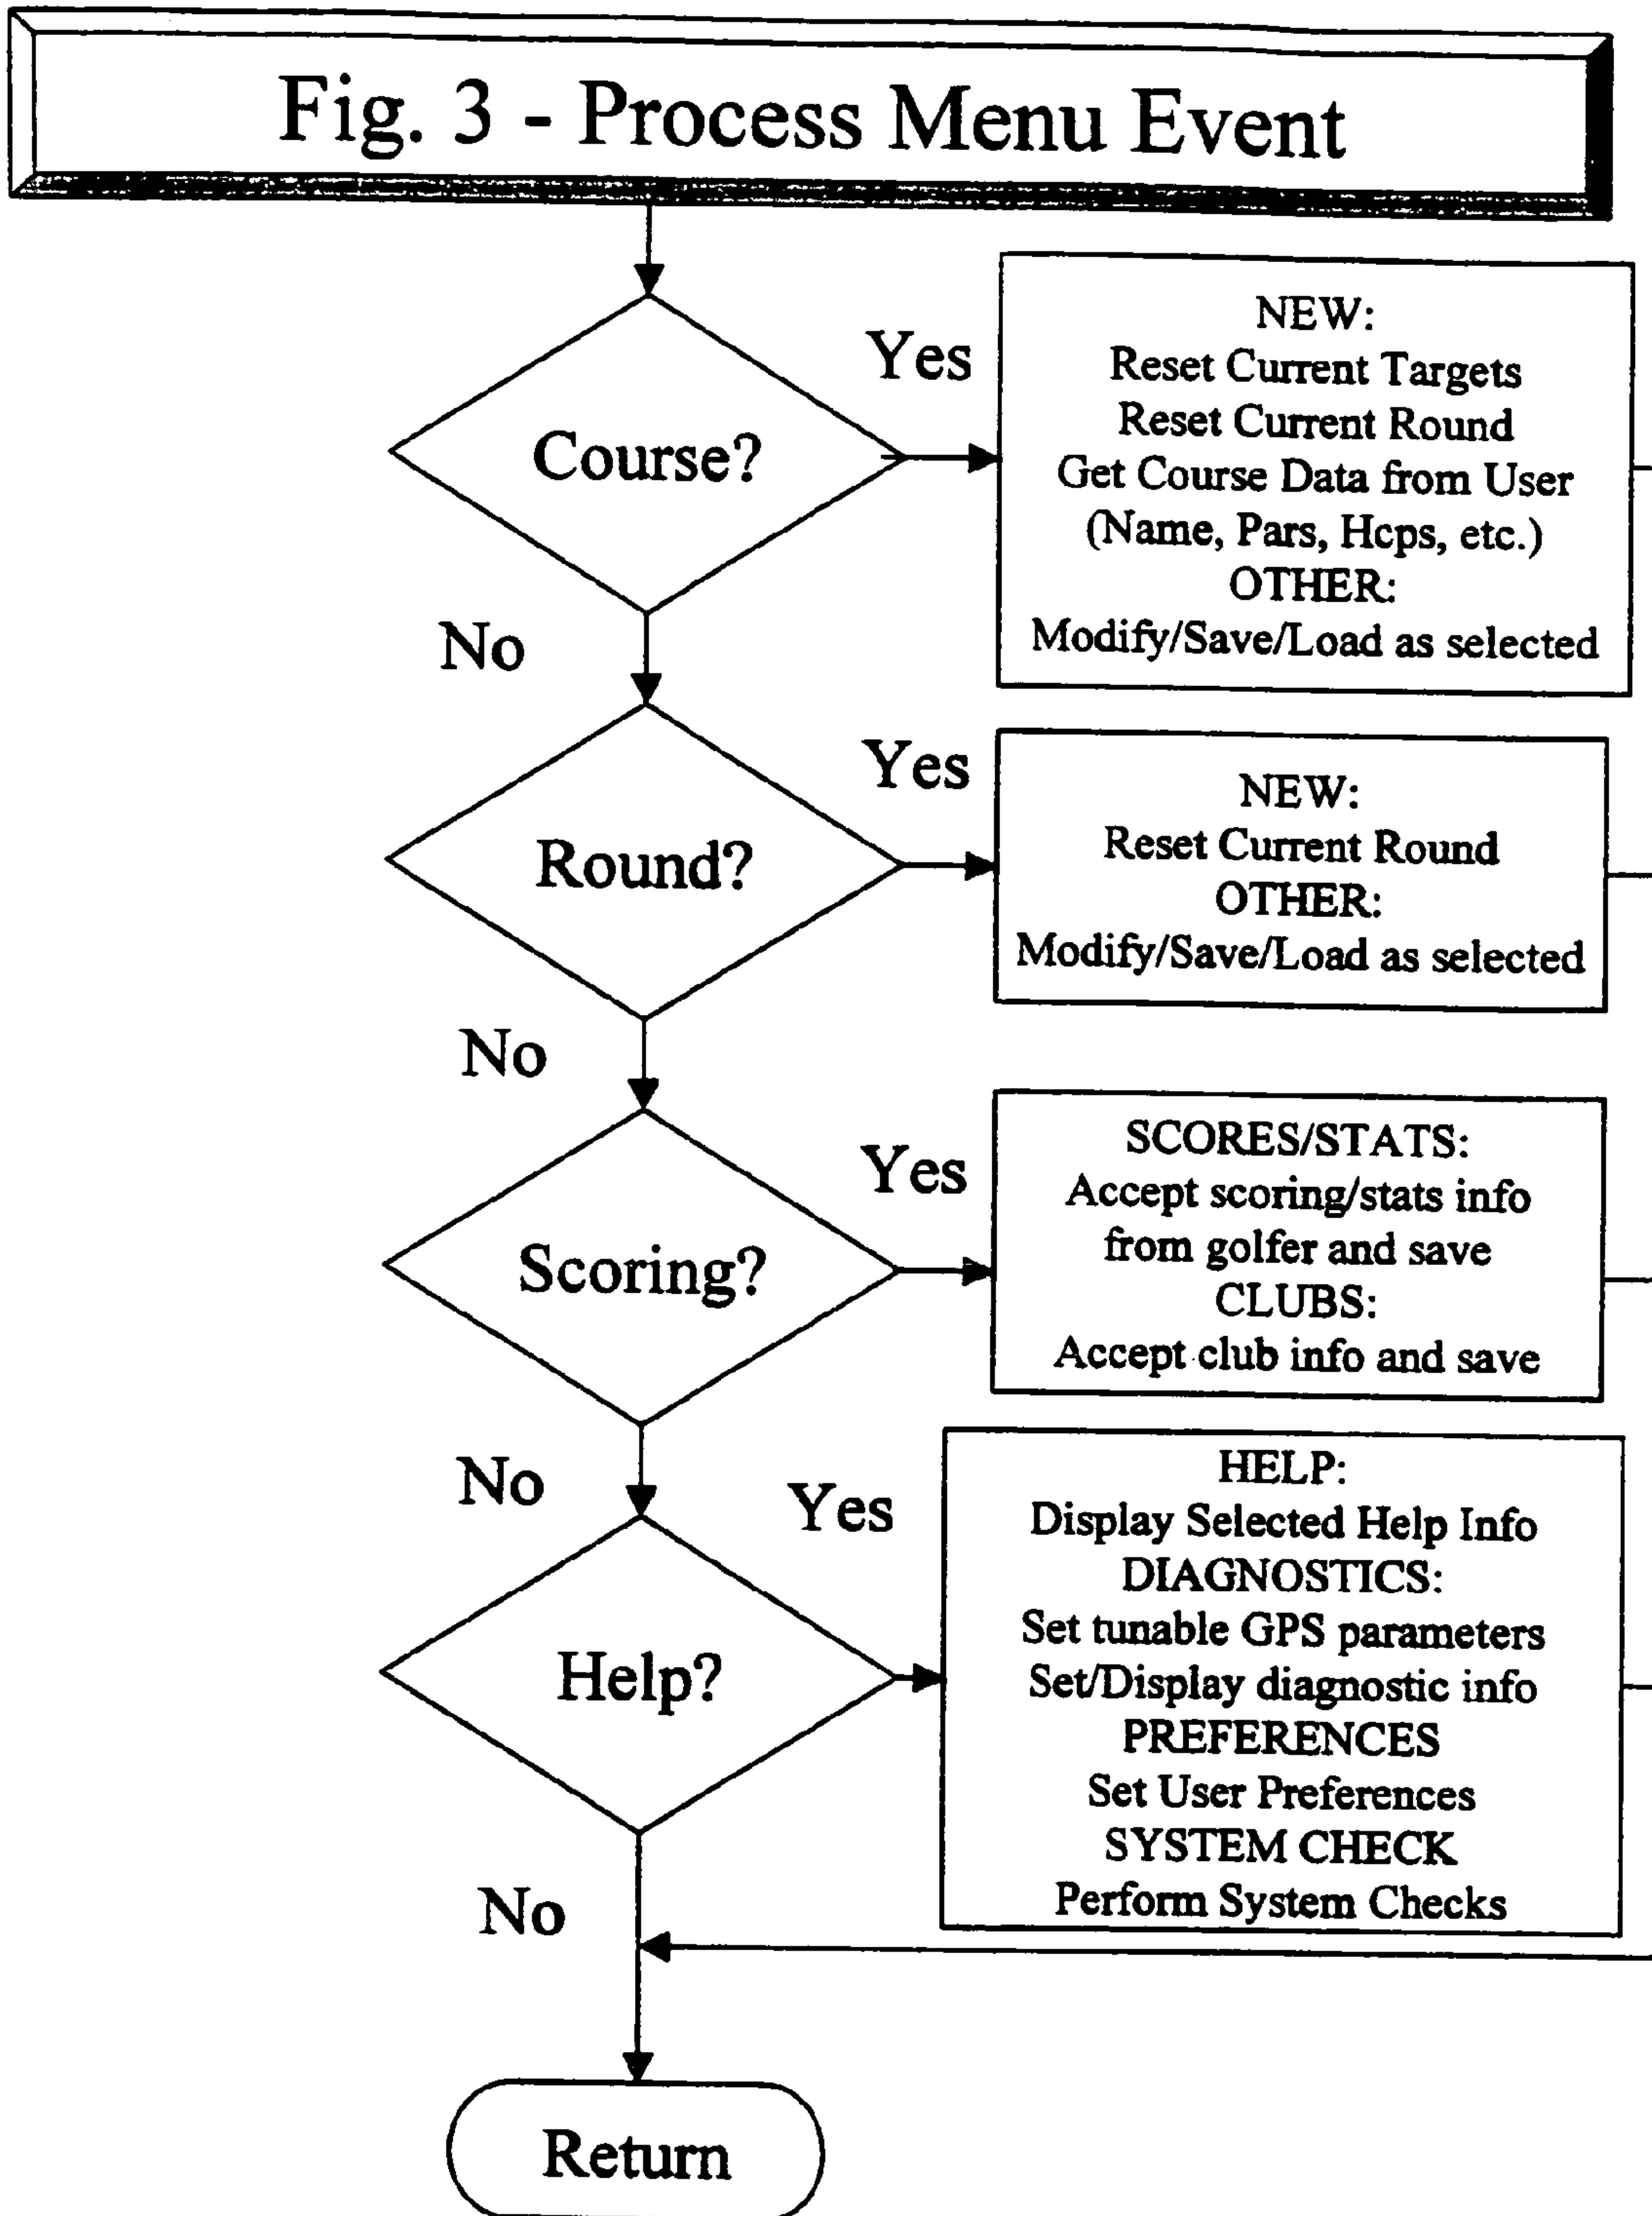 Fig. 3 - Process Menu Event
Course?
Yes
NEW:
Reset Current Targets
Reset Current Round
Get Course Data from User
(Name, Pars, Hcps, etc.)
OTHER:
Modify/Save/Load as selected
No
Round?
Yes
NEW:
Reset Current Round
OTHER:
Modify/Save/Load as selected
No
Scoring?
Yes
SCORES/STATS:
Accept scoring/stats info
from golfer and save
CLUBS:
Accept club info and save
No
Help?
Yes
HELP:
Display Selected Help Info
DIAGNOSTICS:
Set tunable GPS parameters
Set/Display diagnostic info
PREFERENCES
Set User Preferences
SYSTEM CHECK
Perform System Checks
No
Return